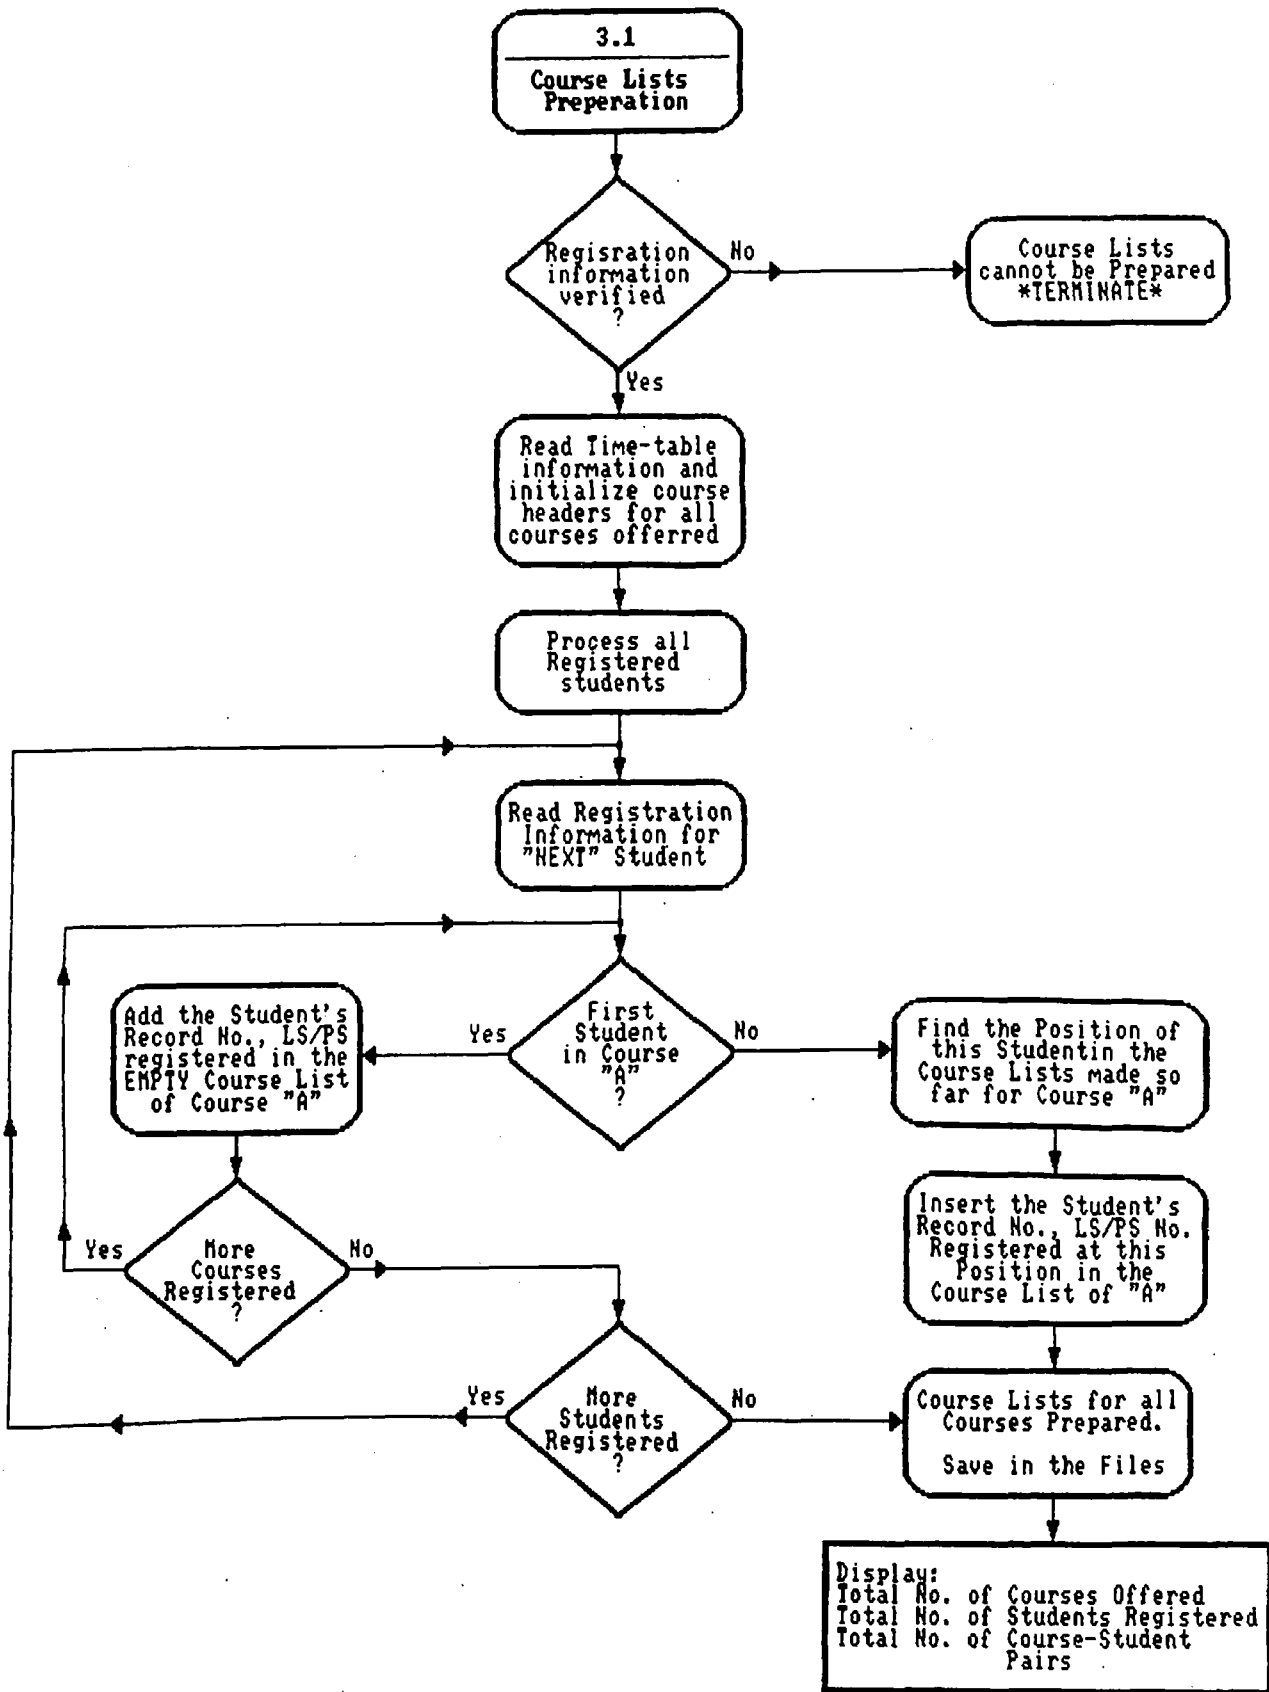 3.1
Course Lists
Preperation
Regisration
information
verified
?
No
Course Lists
cannot be Prepared
*TERMINATE*
Yes
Read Time-table
information and
initialize course
headers for all
courses offerred
Process all
Registered
students
Read Registration
Information for
"NEXT" Student
First
Student
in Course
"A"
?
Yes
No
Add the Student's
Record No., LS/PS
registered in the
EMPTY Course List
of Course "A"
Find the Position of
this Studentin the
Course Lists made so
far for Course "A"
More
Courses
Registered
?
Yes
No
Insert the Student's
Record No., LS/PS No.
Registered at this
Position in the
Course List of "A"
More
Students
Registered
?
Yes
No
Course Lists for all
Courses Prepared.
Save in the Files
Display:
Total No. of Courses Offered
Total No. of Students Registered
Total No. of Course-Student
Pairs